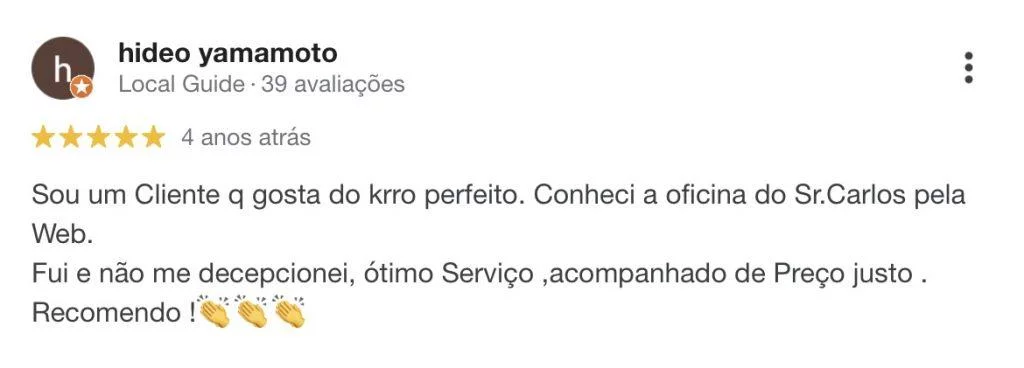 h
hideo yamamoto
Local Guide · 39 avaliações
4 anos atrás
Sou um Cliente q gosta do krro perfeito. Conheci a oficina do Sr.Carlos pela
Web.
Fui e não me decepcionei, ótimo Serviço ,acompanhado de Preço justo .
Recomendo !👏👏👏